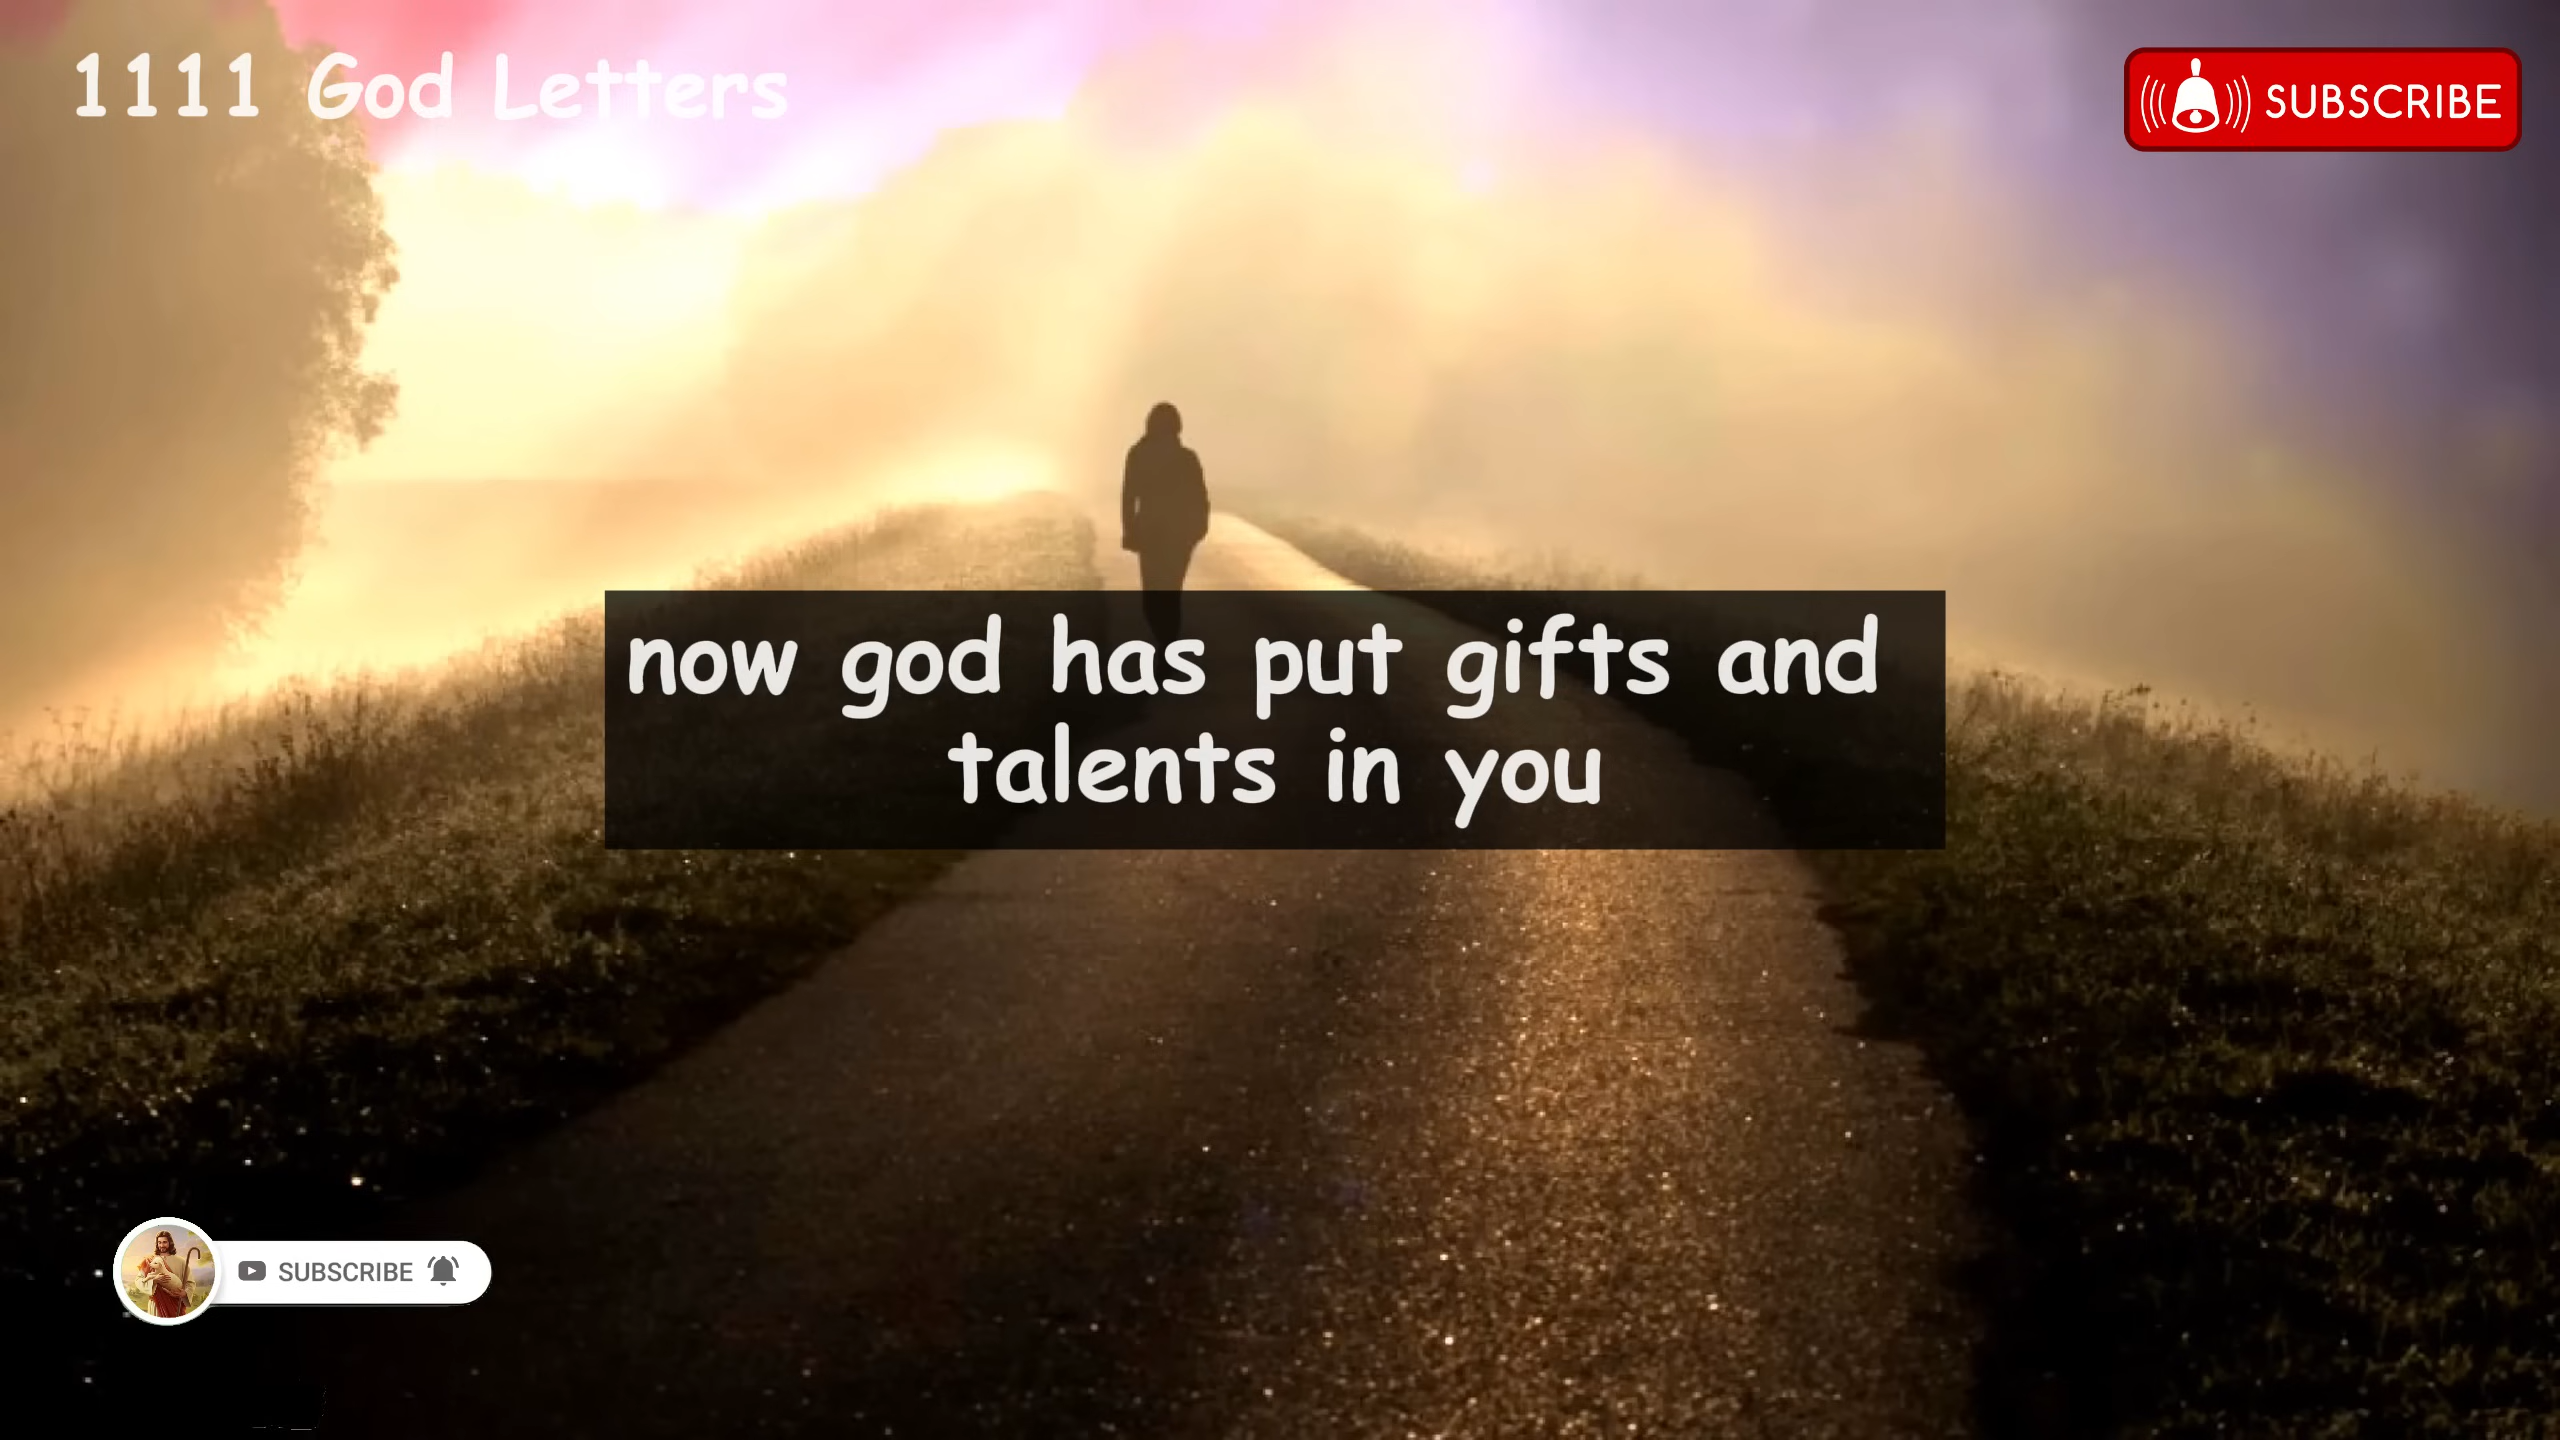 1111 God Letters
SUBSCRIBE
now god has put gifts and
talents in you
SUBSCRIBE